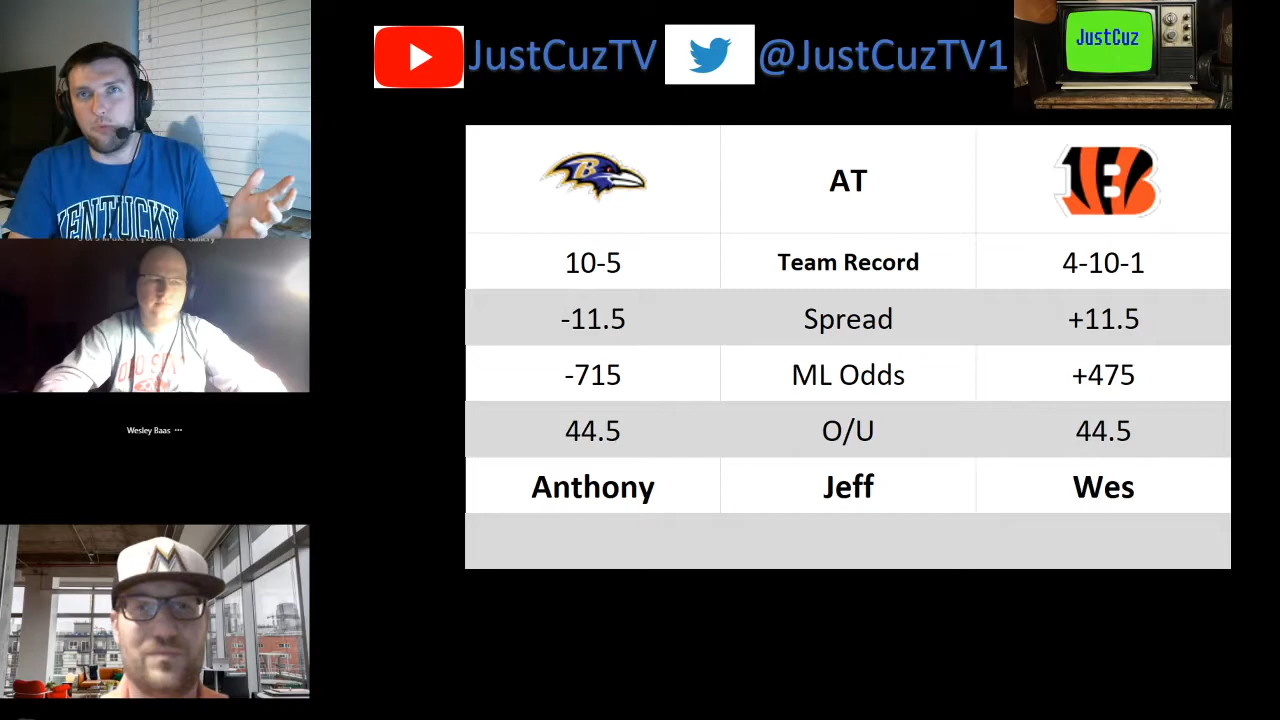 JustCuzTV
@JustCuzTV1
JustCuz
KENTUCKY
Wesley Baas ···
B
AT
B
10-5 Team Record 4-10-1
-11.5 Spread +11.5
-715 ML Odds +475
44.5 O/U 44.5
Anthony Jeff Wes
M